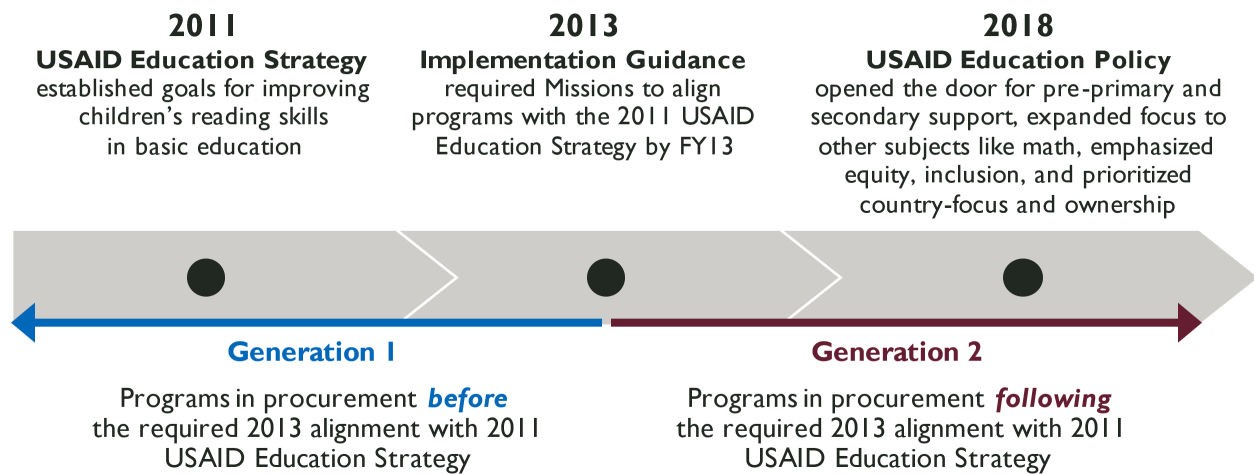 2011
USAID Education Strategy
established goals for improving
children's reading skills
in basic education
2013
Implementation Guidance
required Missions to align
programs with the 2011 USAID
Education Strategy by FY13
2018
USAID Education Policy
opened the door for pre-primary and
secondary support, expanded focus to
other subjects like math, emphasized
equity, inclusion, and prioritized
country-focus and ownership
Generation 1
Programs in procurement before
the required 2013 alignment with 2011
USAID Education Strategy
Generation 2
Programs in procurement following
the required 2013 alignment with 2011
USAID Education Strategy